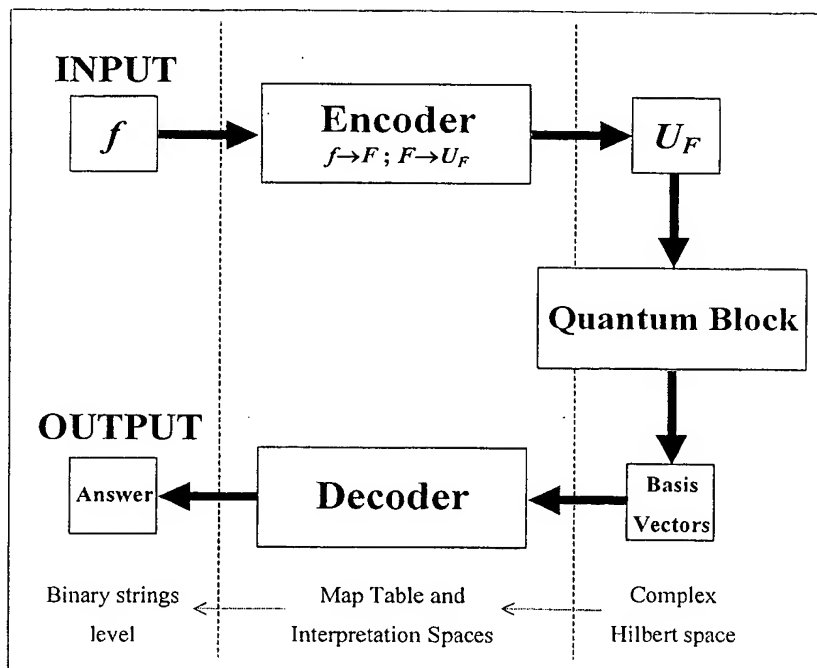 INPUT
f
Encoder
f→F ; F→U_F
U_F
Quantum Block
OUTPUT
Answer
Decoder
Basis
Vectors
Binary strings
level
Map Table and
Interpretation Spaces
Complex
Hilbert space